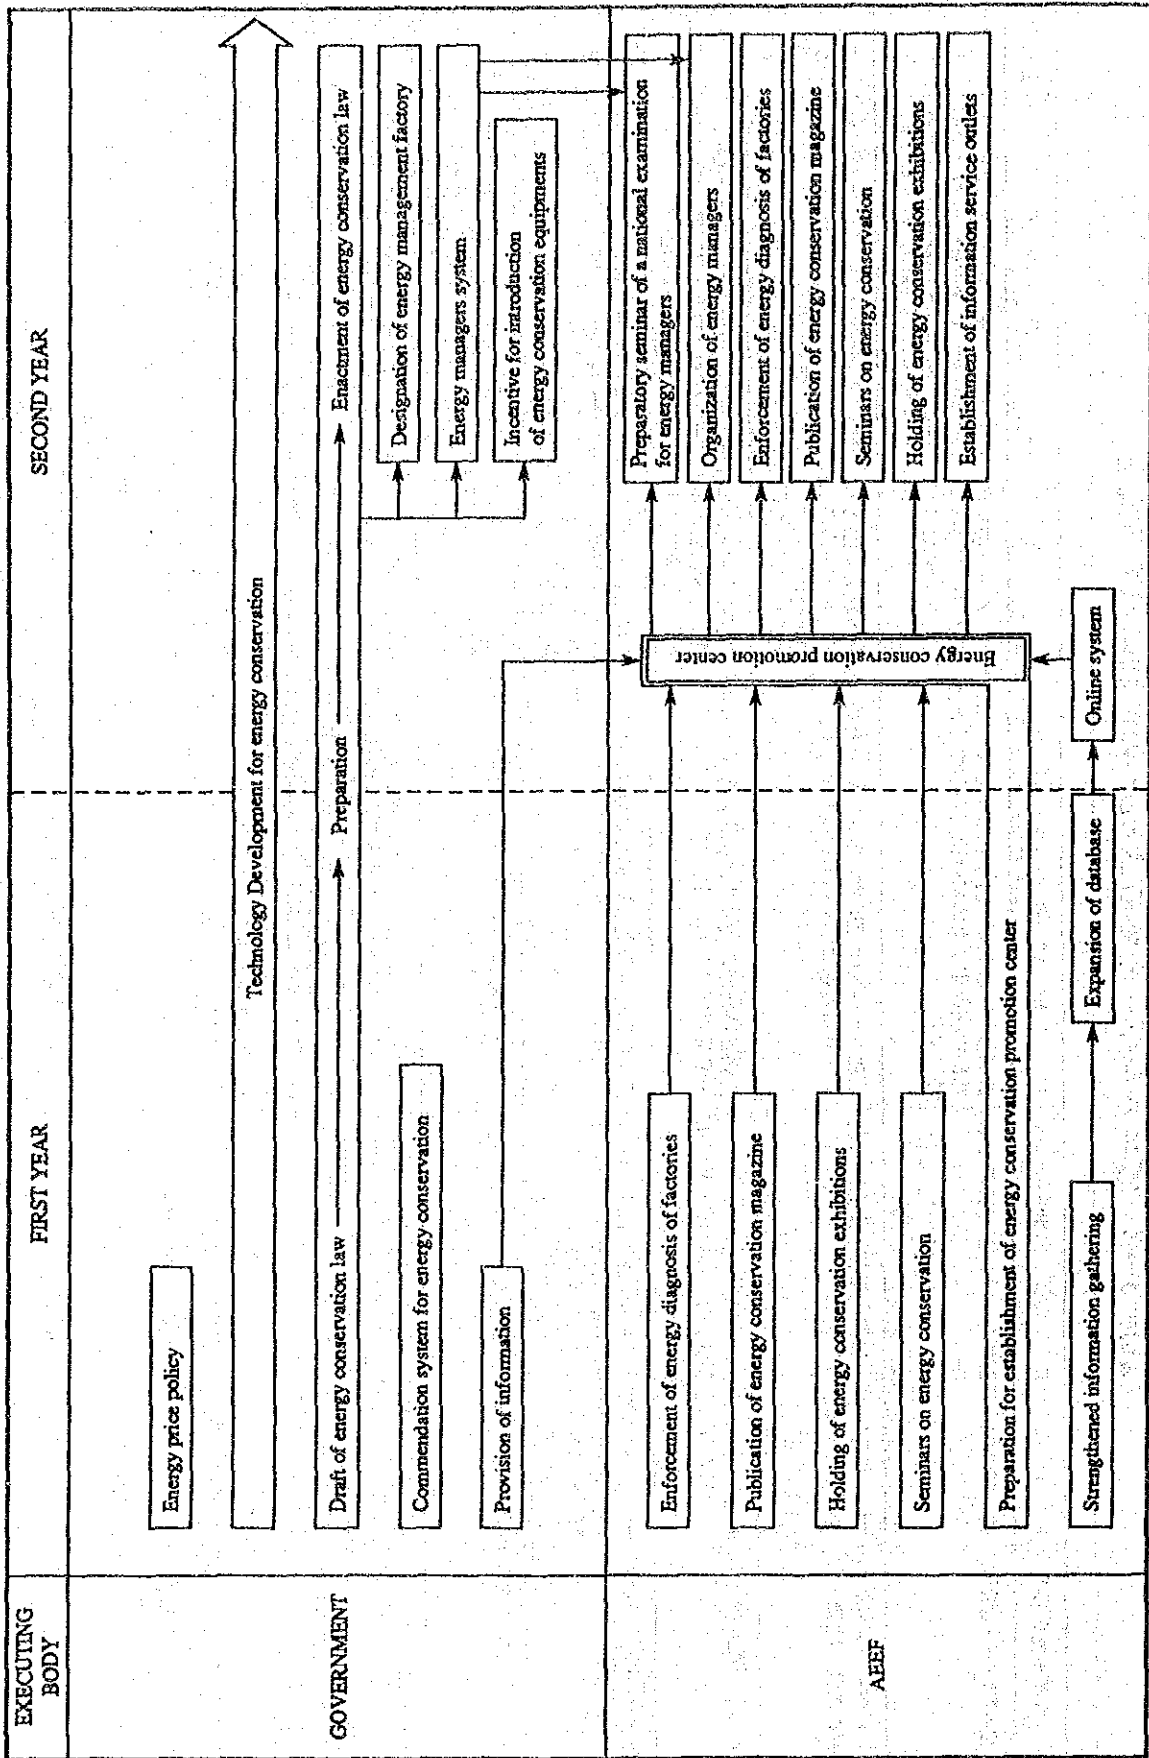 EXECUTING
BODY
FIRST YEAR
SECOND YEAR
GOVERNMENT
Energy price policy
Technology Development for energy conservation
Draft of energy conservation law
Preparation
Enactment of energy conservation law
Designation of energy management factory
Energy managers system
Incentive for introduction
of energy conservation equipments
Commendation system for energy conservation
Provision of information
AEEF
Enforcement of energy diagnosis of factories
Publication of energy conservation magazine
Holding of energy conservation exhibitions
Seminars on energy conservation
Preparation for establishment of energy conservation promotion center
Strengthened information gathering
Expansion of database
Online system
Energy conservation promotion center
Preparatory seminar of a national examination
for energy managers
Organization of energy managers
Enforcement of energy diagnosis of factories
Publication of energy conservation magazine
Seminars on energy conservation
Holding of energy conservation exhibitions
Establishment of information service outlets